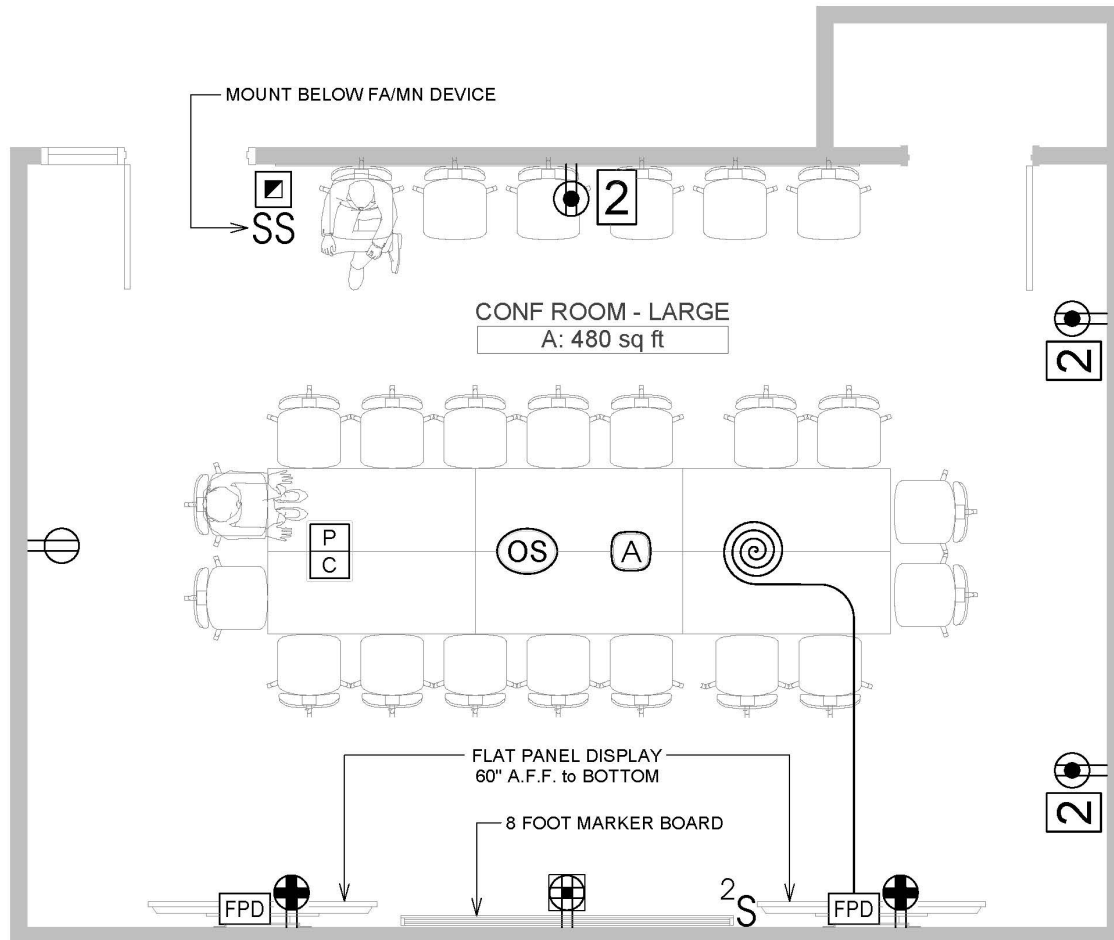 MOUNT BELOW FA/MN DEVICE
SS
2
CONF ROOM - LARGE
A: 480 sq ft
2
P
C
OS
A
FLAT PANEL DISPLAY
60" A.F.F. to BOTTOM
2
8 FOOT MARKER BOARD
FPD
2S
FPD